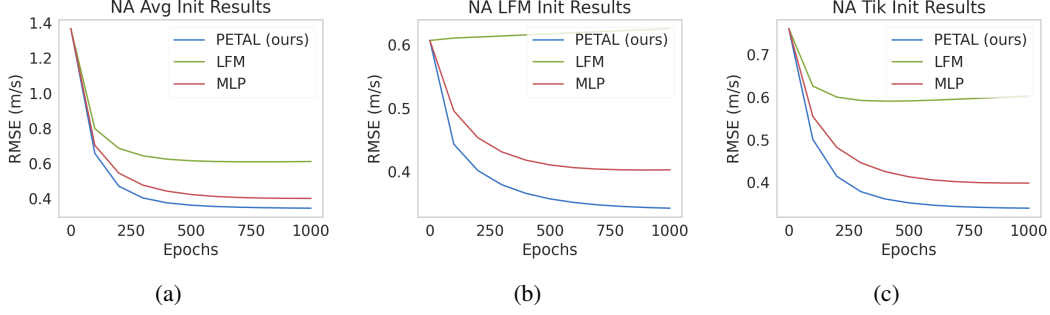 NA Avg Init Results
1.4
1.2
1.0
0.8
0.6
0.4
RMSE (m/s)
PETAL (ours)
LFM
MLP
0 250 500 750 1000
Epochs
(a)
NA LFM Init Results
0.6
0.5
0.4
RMSE (m/s)
PETAL (ours)
LFM
MLP
0 250 500 750 1000
Epochs
(b)
NA Tik Init Results
0.7
0.6
0.5
0.4
RMSE (m/s)
PETAL (ours)
LFM
MLP
0 250 500 750 1000
Epochs
(c)